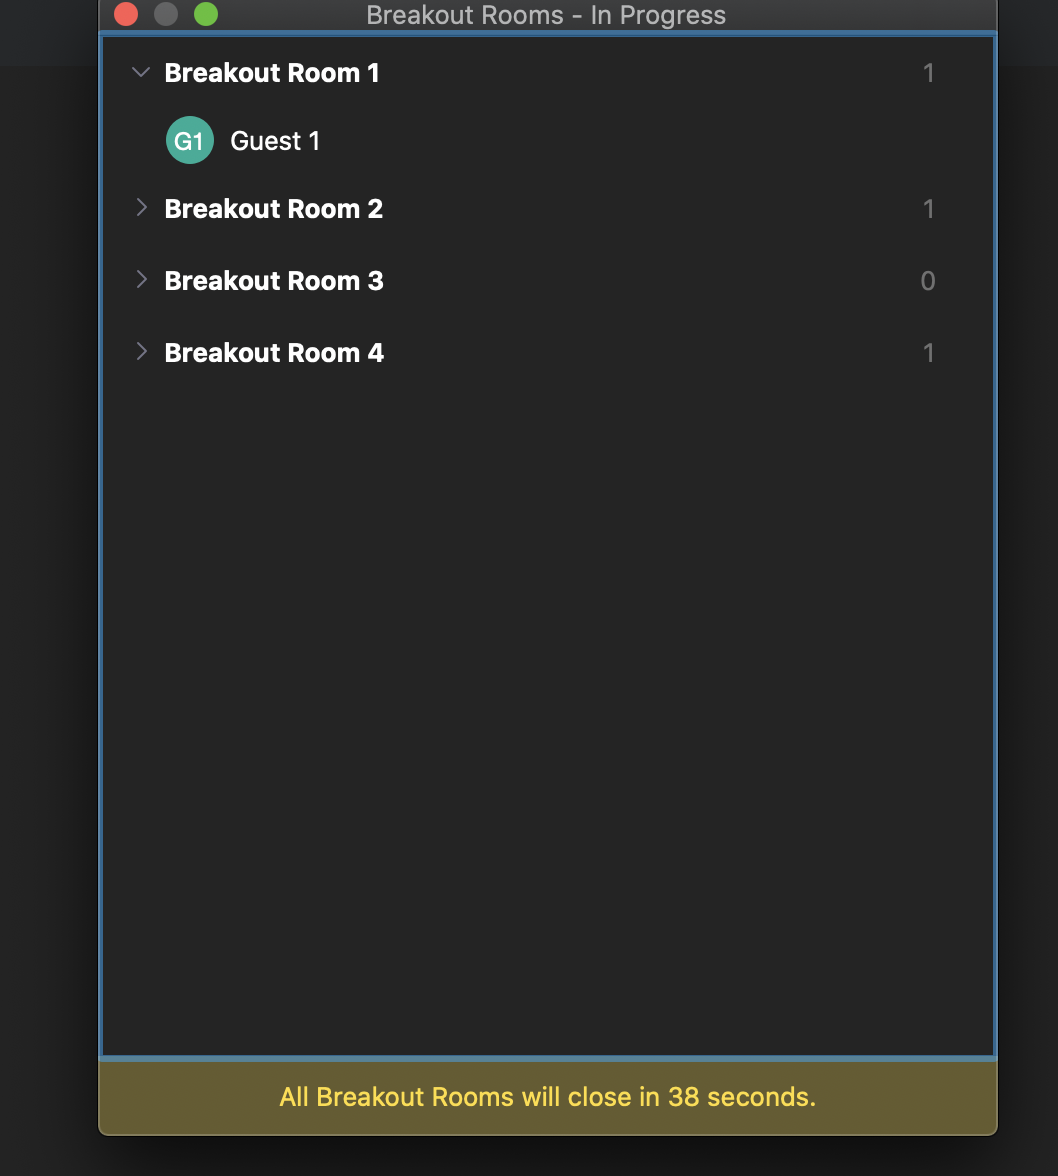 Breakout Rooms - In Progress
Breakout Room 1 1
G1 Guest 1
Breakout Room 2 1
Breakout Room 3 0
Breakout Room 4 1
All Breakout Rooms will close in 38 seconds.